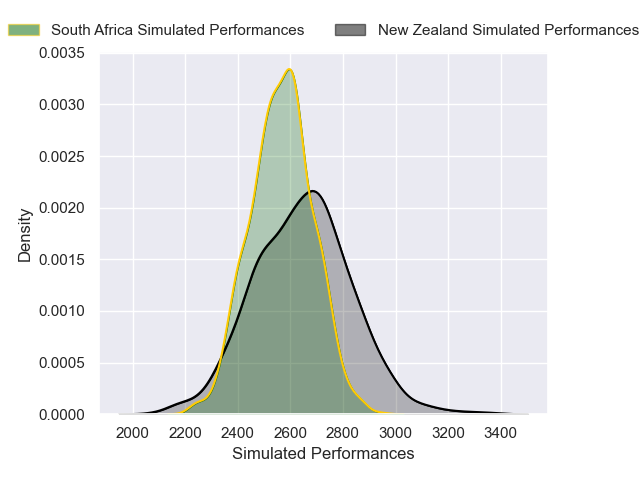 South Africa Simulated Performances
New Zealand Simulated Performances
0.0035
0.0030
0.0025
0.0020
0.0015
0.0010
0.0005
0.0000
Density
2000 2200 2400 2600 2800 3000 3200 3400
Simulated Performances